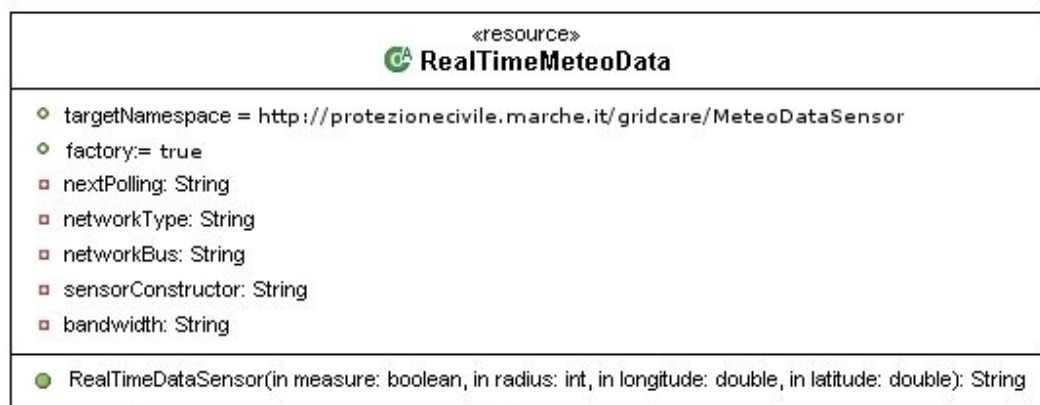 «resource»
RealTimeMeteoData
targetNamespace = http://protezionecivile.marche.it/gridcare/MeteoDataSensor
factory:= true
nextPolling: String
networkType: String
networkBus: String
sensorConstructor: String
bandwidth: String
RealTimeDataSensor(in measure: boolean, in radius: int, in longitude: double, in latitude: double): String